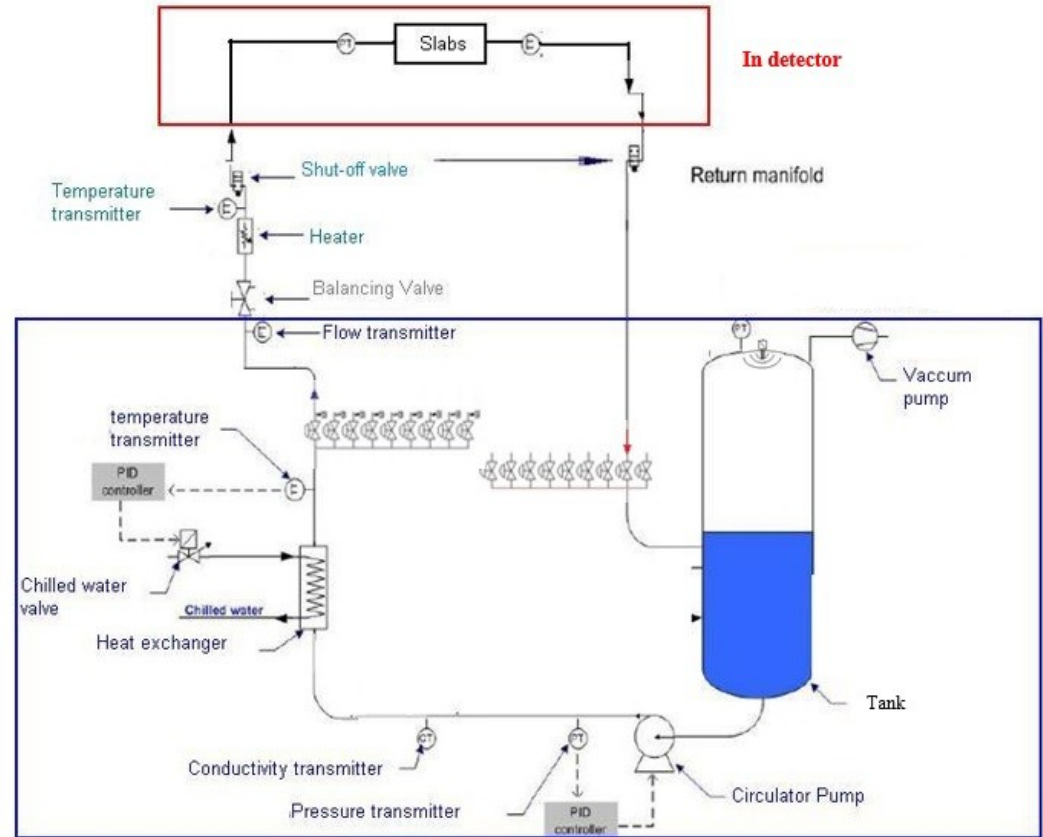 PT
Slabs
E
In detector
Shut-off valve
Return manifold
Temperature
transmitter
E
Heater
Balancing Valve
E
Flow transmitter
PT
Vaccum
pump
temperature
transmitter
PID
controller
Chilled water
valve
Chilled water
Heat exchanger
Tank
CT
PT
Conductivity transmitter
Pressure transmitter
Circulator Pump
PID
controller